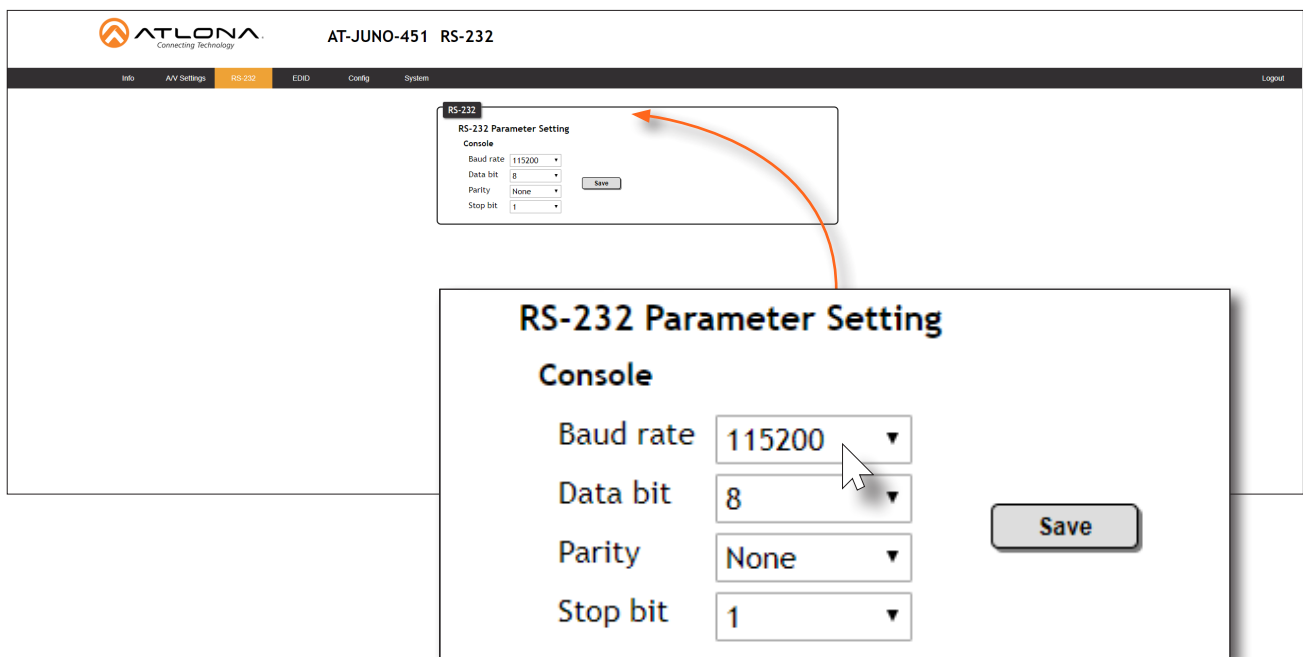 ATLONA.
Connecting Technology
AT-JUNO-451 RS-232
Info A/V Settings RS-232 EDID Config System Logout
RS-232
RS-232 Parameter Setting
Console
Baud rate 115200
Data bit 8
Save
Parity None
Stop bit 1
RS-232 Parameter Setting
Console
Baud rate 115200
Data bit 8
Save
Parity None
Stop bit 1